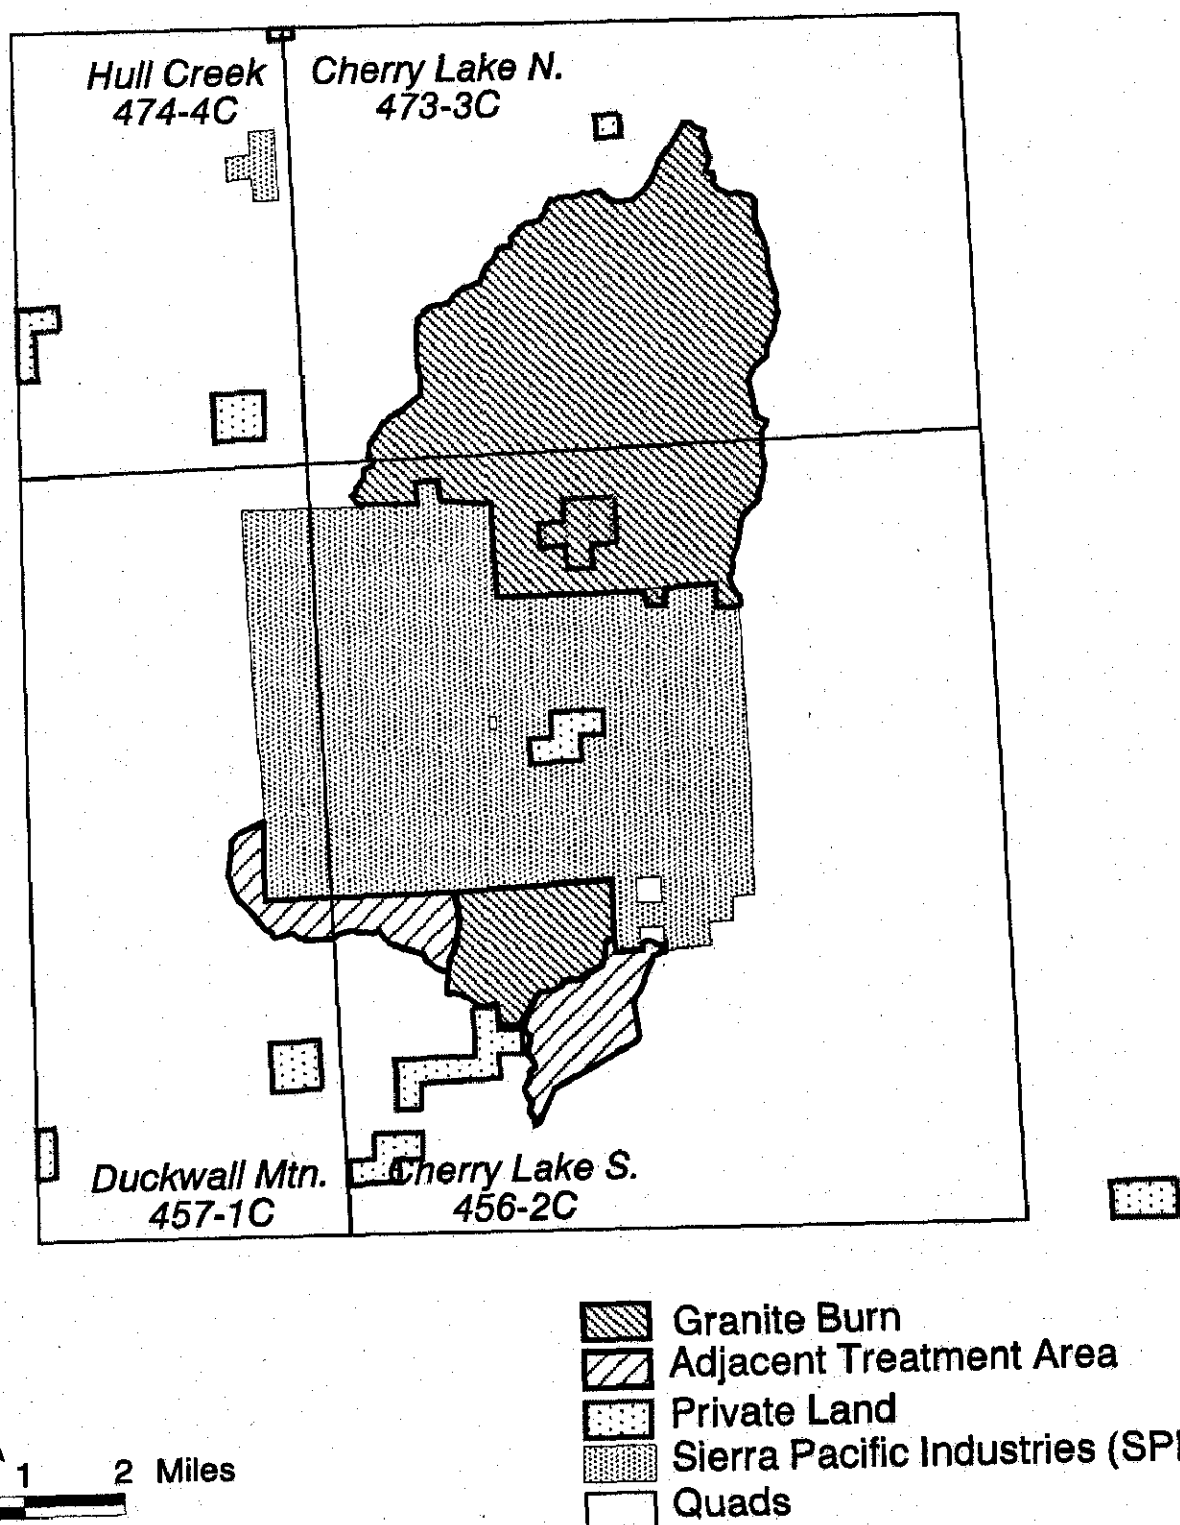 Hull Creek
474-4C
Cherry Lake N.
473-3C
Duckwall Mtn.
457-1C
Cherry Lake S.
456-2C
Granite Burn
Adjacent Treatment Area
Private Land
Sierra Pacific Industries (SPI
Quads
1 2 Miles